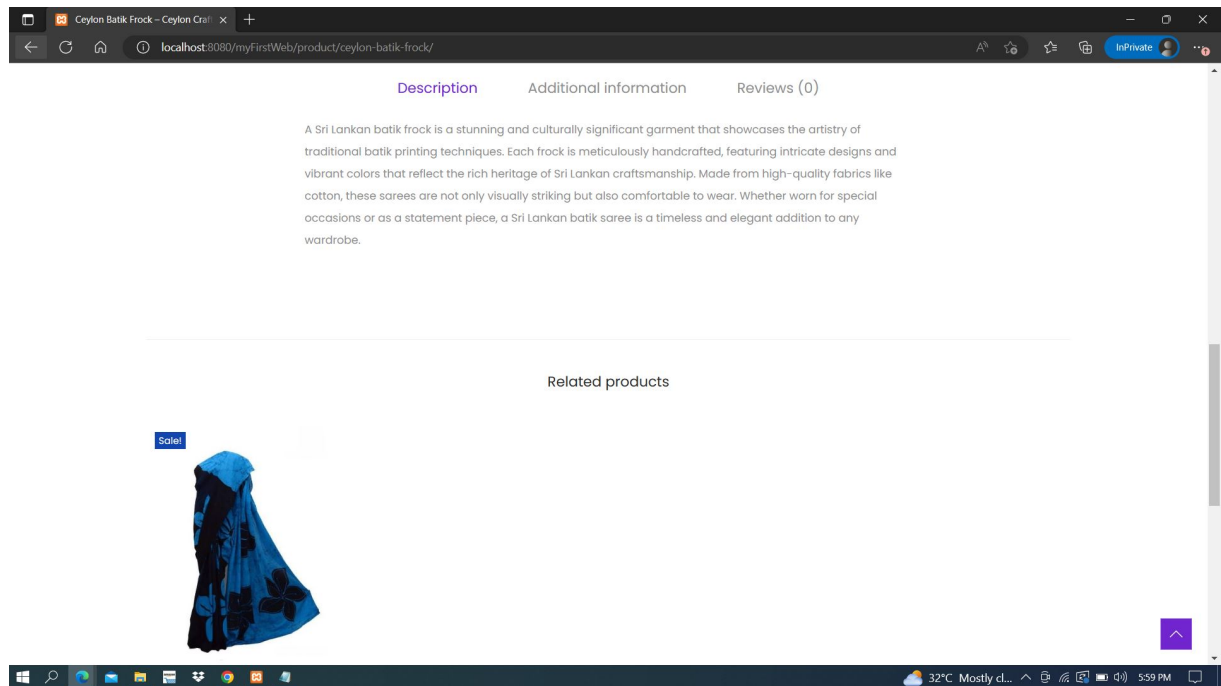 Ceylon Batik Frock – Ceylon Craf
localhost:8080/myFirstWeb/product/ceylon-batik-frock/
InPrivate
Description
Additional information
Reviews (0)
A Sri Lankan batik frock is a stunning and culturally significant garment that showcases the artistry of
traditional batik printing techniques. Each frock is meticulously handcrafted, featuring intricate designs and
vibrant colors that reflect the rich heritage of Sri Lankan craftsmanship. Made from high-quality fabrics like
cotton, these sarees are not only visually striking but also comfortable to wear. Whether worn for special
occasions or as a statement piece, a Sri Lankan batik saree is a timeless and elegant addition to any
wardrobe.
Related products
Sale!
32°C Mostly cl...
5:59 PM